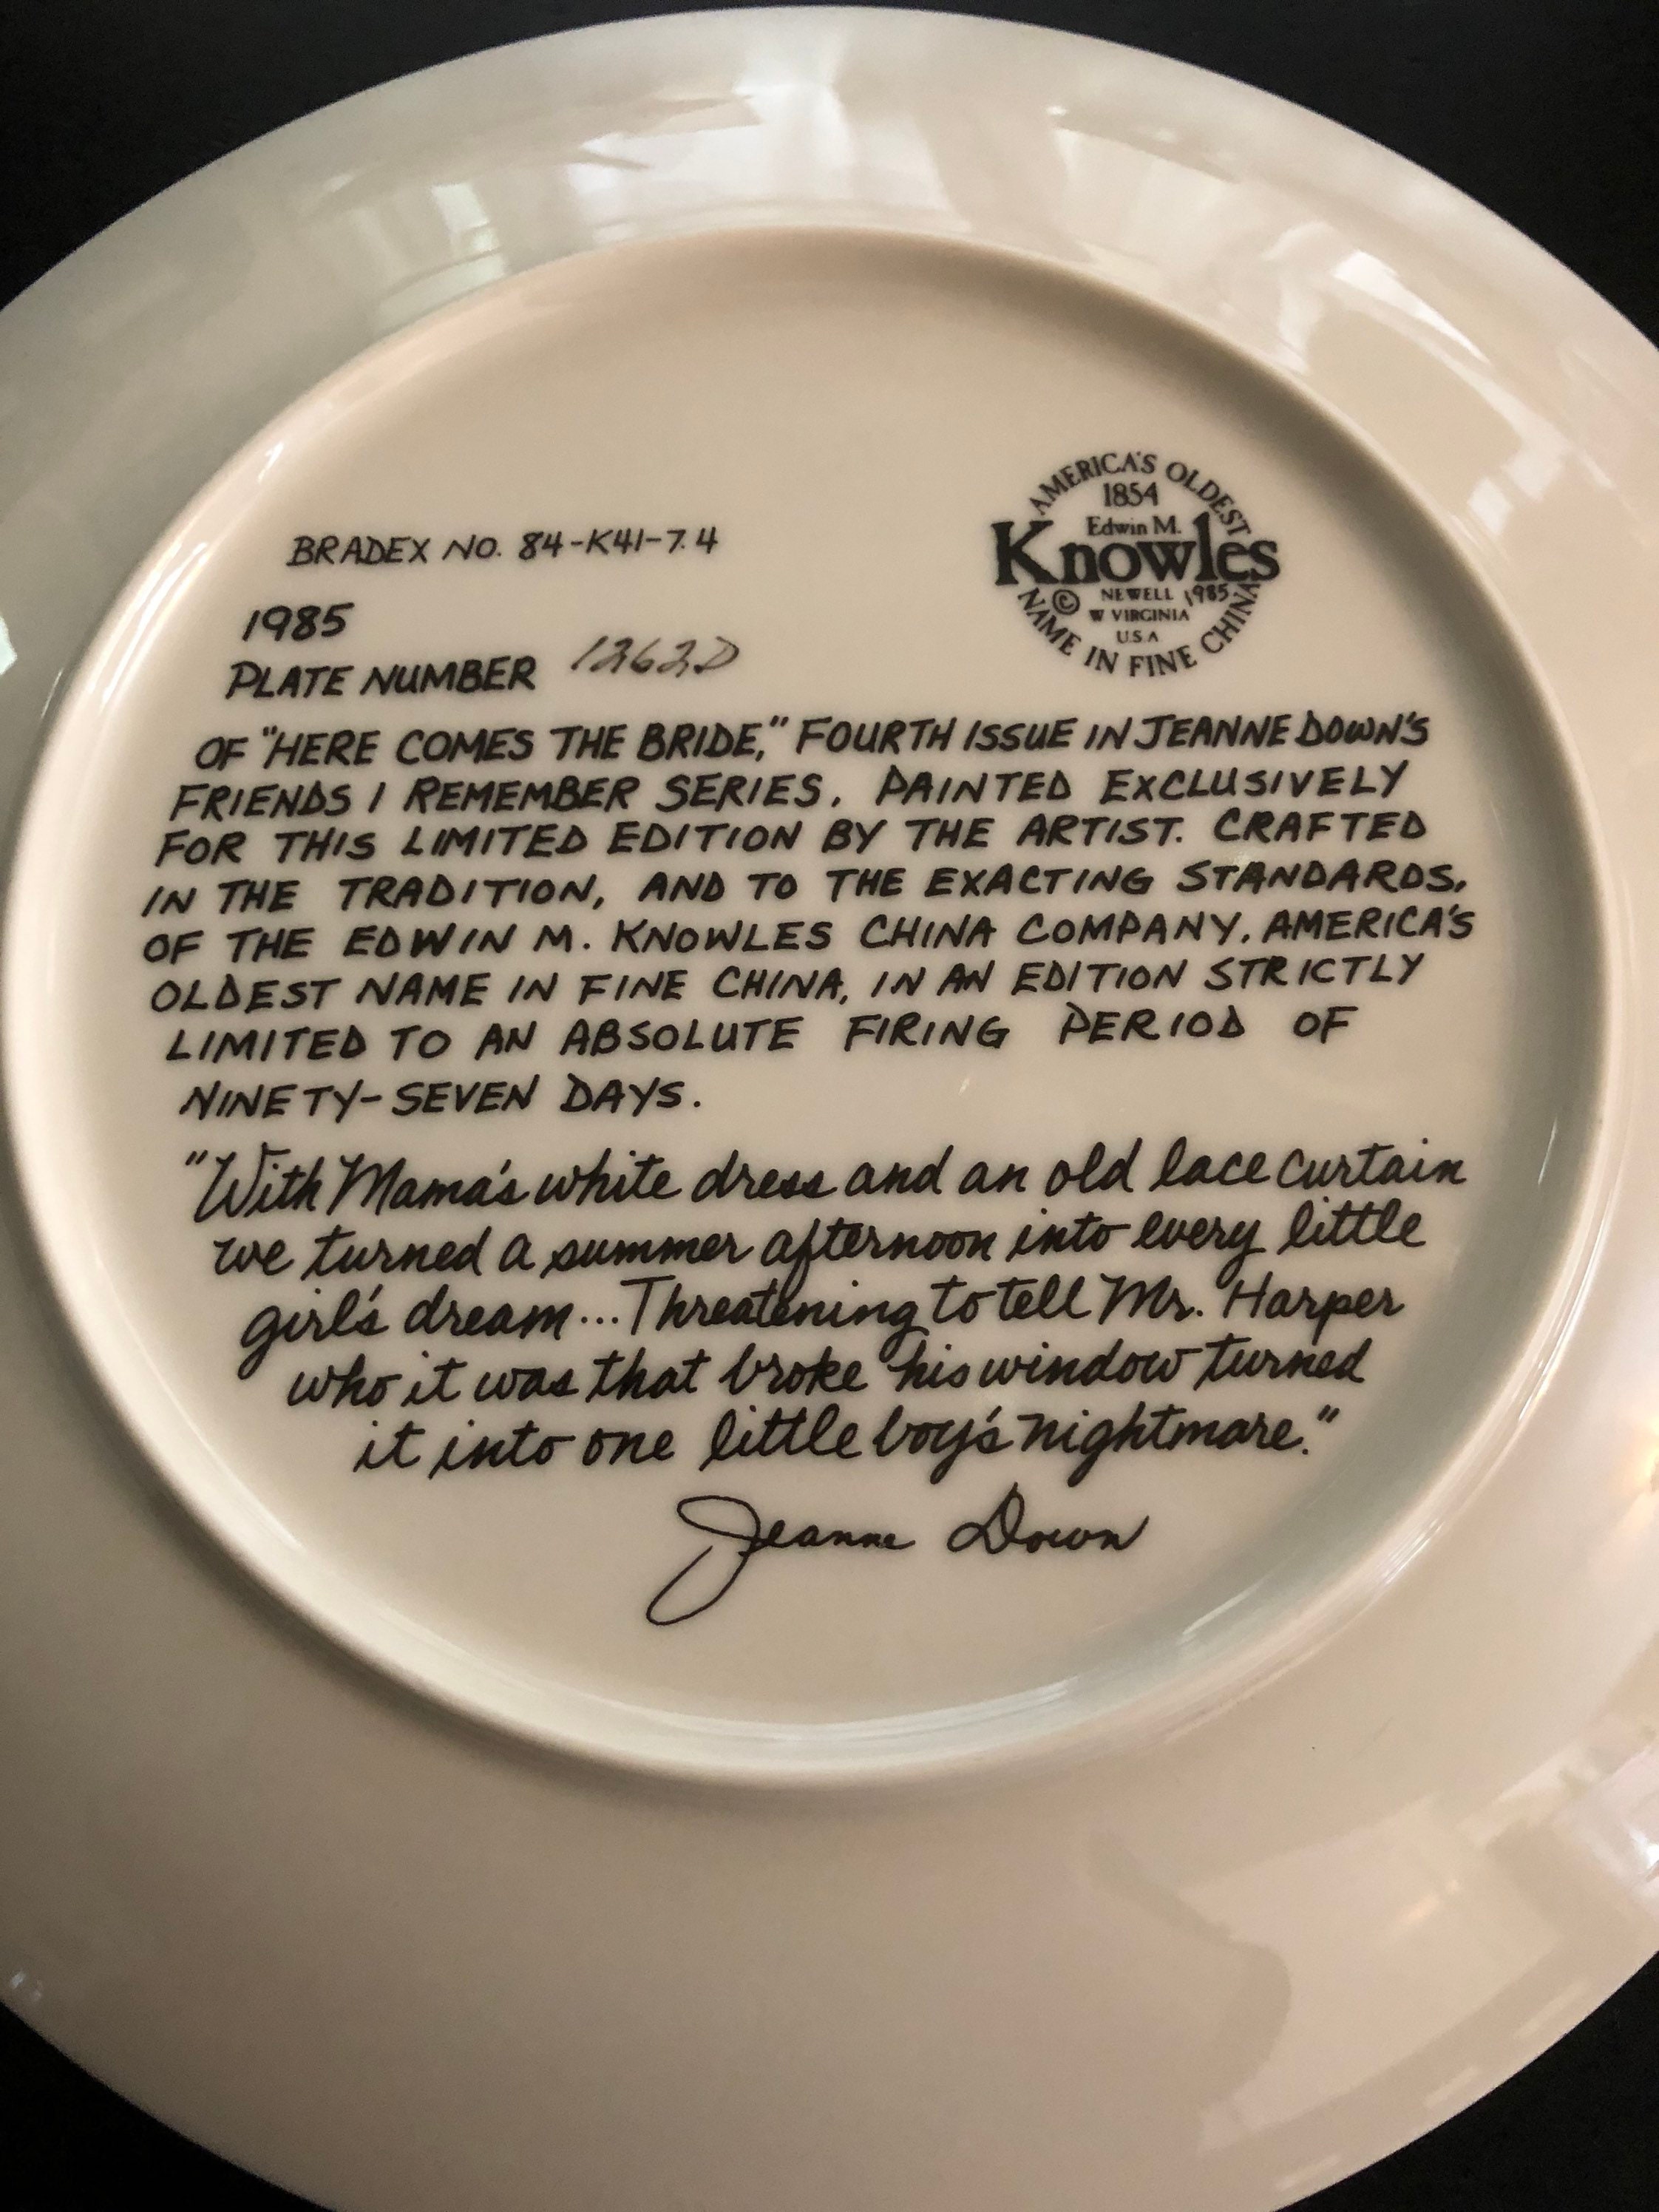 BRADEX NO. 84-K41-7.4
1985
PLATE NUMBER 12622D
OF "HERE COMES THE BRIDE," FOURTH ISSUE IN JEANNE DOWN'S
FRIENDS I REMEMBER SERIES, PAINTED EXCLUSIVELY
FOR THIS LIMITED EDITION BY THE ARTIST. CRAFTED
IN THE TRADITION, AND TO THE EXACTING STANDARDS,
OF THE EDWIN M. KNOWLES CHINA COMPANY, AMERICA'S
OLDEST NAME IN FINE CHINA, IN AN EDITION STRICTLY
LIMITED TO AN ABSOLUTE FIRING PERIOD OF
NINETY-SEVEN DAYS.
"With Mama's white dress and an old lace curtain
we turned a summer afternoon into every little
girl's dream...Threatening to tell Mr. Harper
who it was that broke his window turned
it into one little boy's nightmare."
Jeanne Down
AMERICA'S OLDEST
1854
Edwin M.
Knowles
© NEWELL 1985
W VIRGINIA
U.S.A
NAME IN FINE CHINA